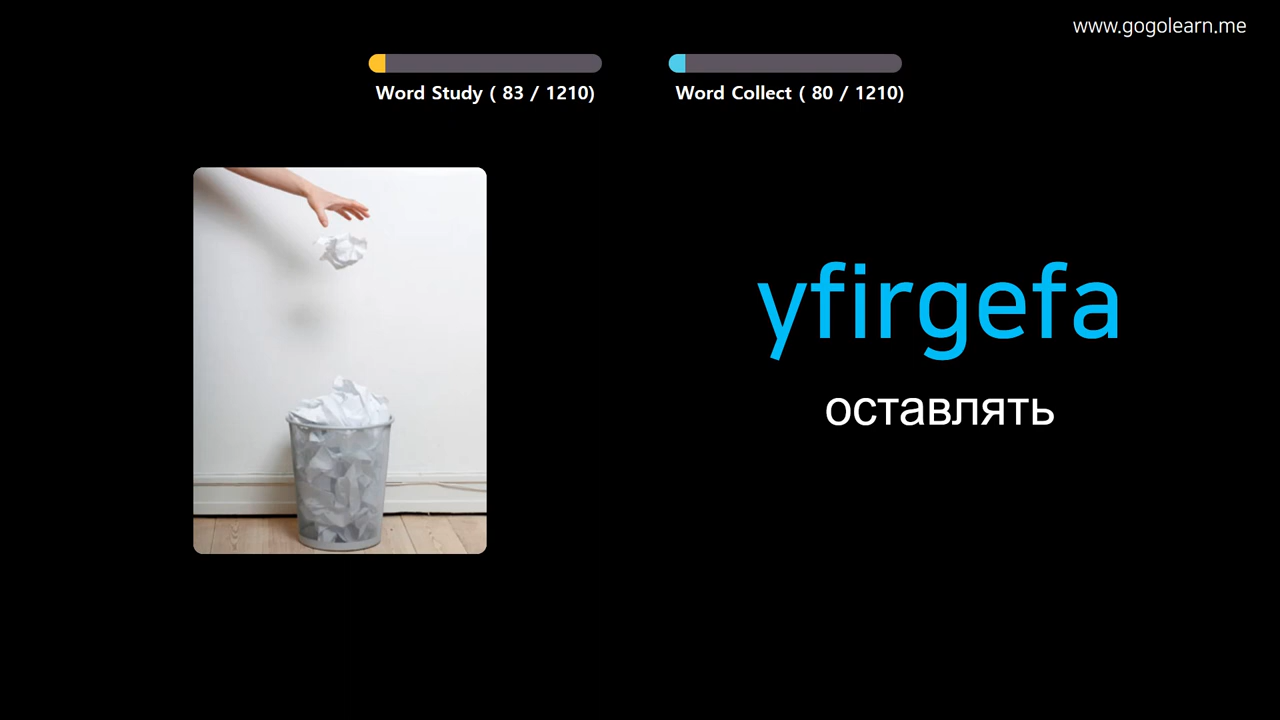 www.gogolearn.me
Word Study ( 83 / 1210)
Word Collect ( 80 / 1210)
yfirgefa
оставлять